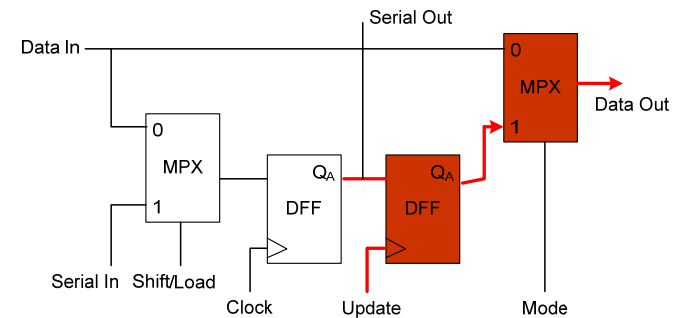 Serial Out
Data In
0
MPX
1
Data Out
0
MPX
1
QA
DFF
QA
DFF
Serial In
Shift/Load
Clock
Update
Mode